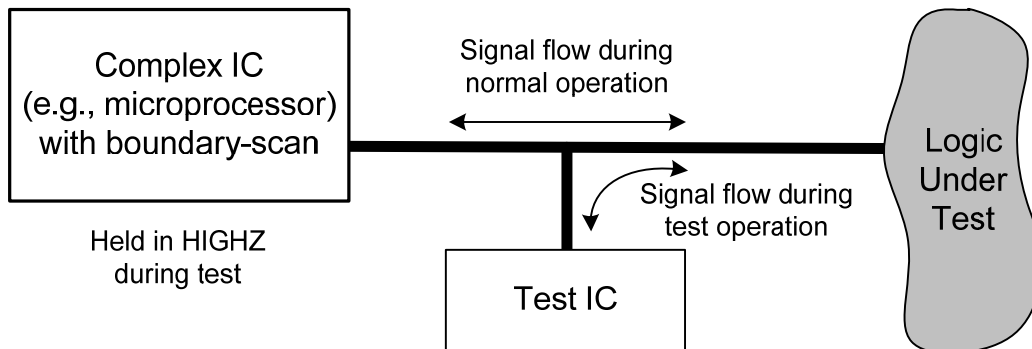 Complex IC
(e.g., microprocessor)
with boundary-scan
Signal flow during
normal operation
Logic
Under
Test
Signal flow during
test operation
Held in HIGHZ
during test
Test IC